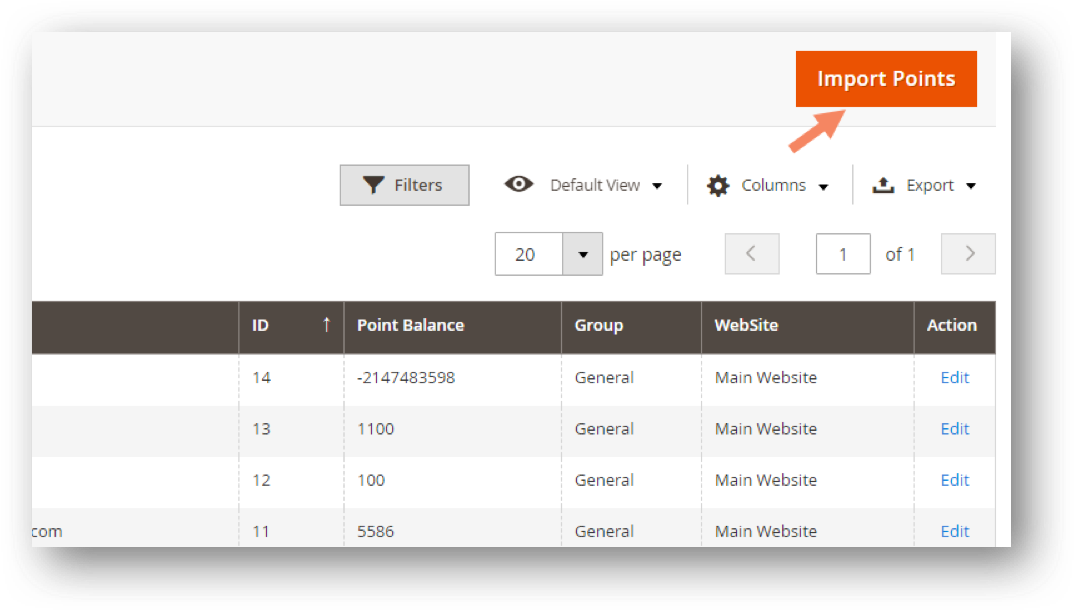 Import Points
Filters Default View Columns Export
20 per page 1 of 1
ID ↑ Point Balance Group WebSite Action
14 -2147483598 General Main Website Edit
13 1100 General Main Website Edit
12 100 General Main Website Edit
.com 11 5586 General Main Website Edit